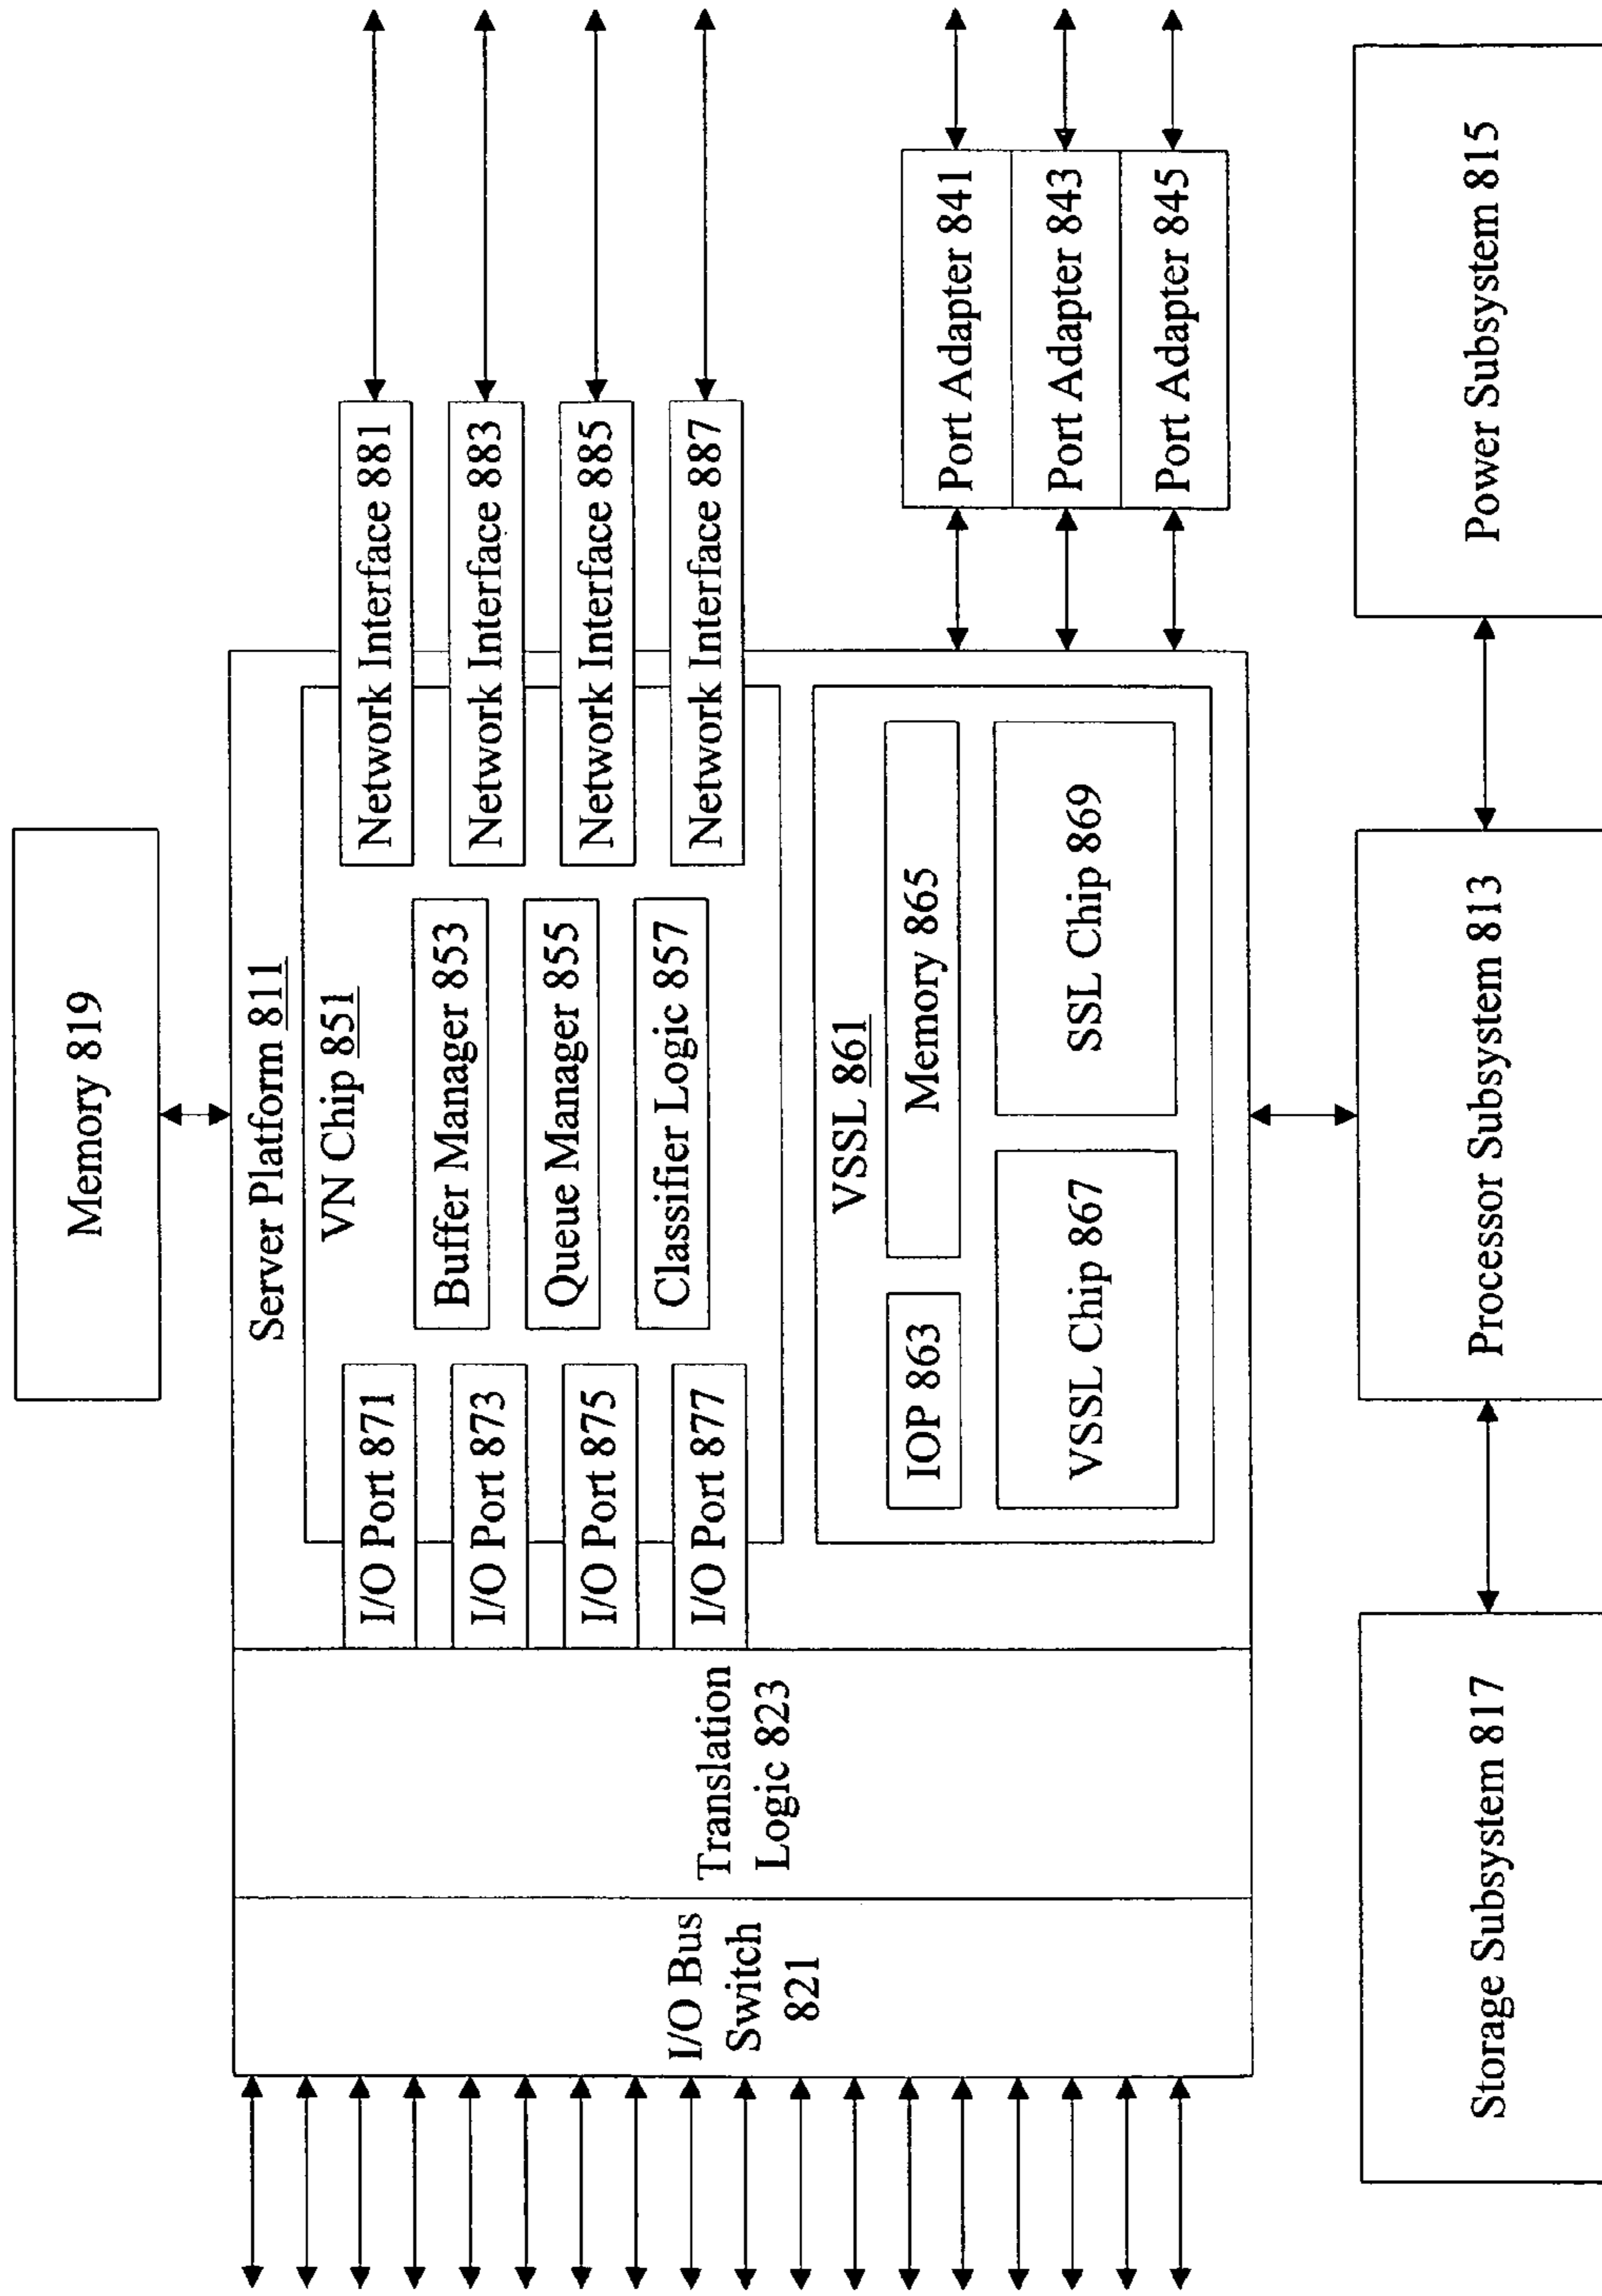 Memory 819
Server Platform 811
VN Chip 851
I/O Port 871
I/O Port 873
I/O Port 875
I/O Port 877
Buffer Manager 853
Queue Manager 855
Classifier Logic 857
Network Interface 881
Network Interface 883
Network Interface 885
Network Interface 887
I/O Bus
Switch
821
Translation
Logic 823
VSSL 861
IOP 863
Memory 865
VSSL Chip 867
SSL Chip 869
Port Adapter 841
Port Adapter 843
Port Adapter 845
Storage Subsystem 817
Processor Subsystem 813
Power Subsystem 815